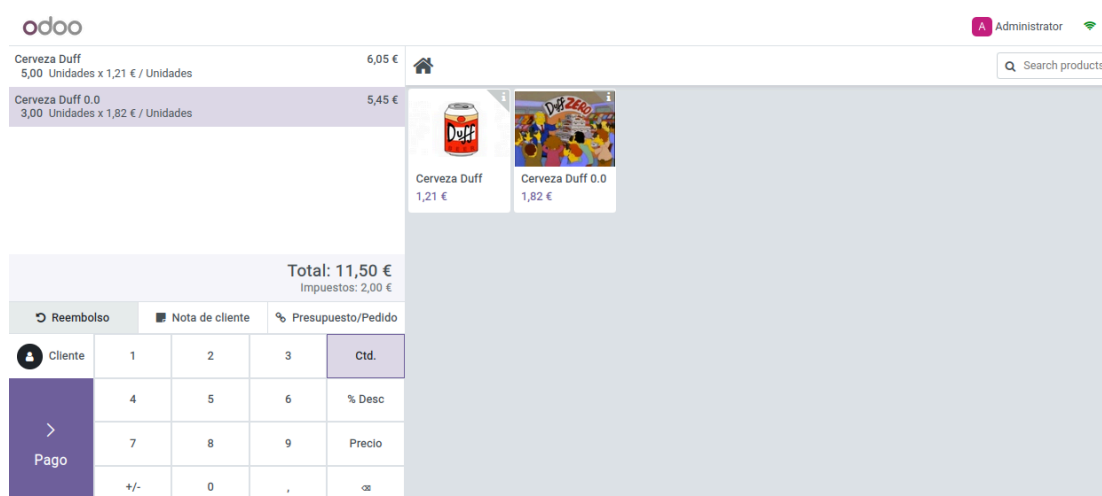 odoo
A Administrator
Cerveza Duff 6,05 €
5,00 Unidades x 1,21 € / Unidades
Cerveza Duff 0.0 5,45 €
3,00 Unidades x 1,82 € / Unidades
Total: 11,50 €
Impuestos: 2,00 €
Reembolso Nota de cliente Presupuesto/Pedido
Cliente 1 2 3 Ctd.
4 5 6 % Desc
7 8 9 Precio
Pago
+/- 0 ,
Search products
i i
Duff
Duff ZERO
Cerveza Duff Cerveza Duff 0.0
1,21 € 1,82 €